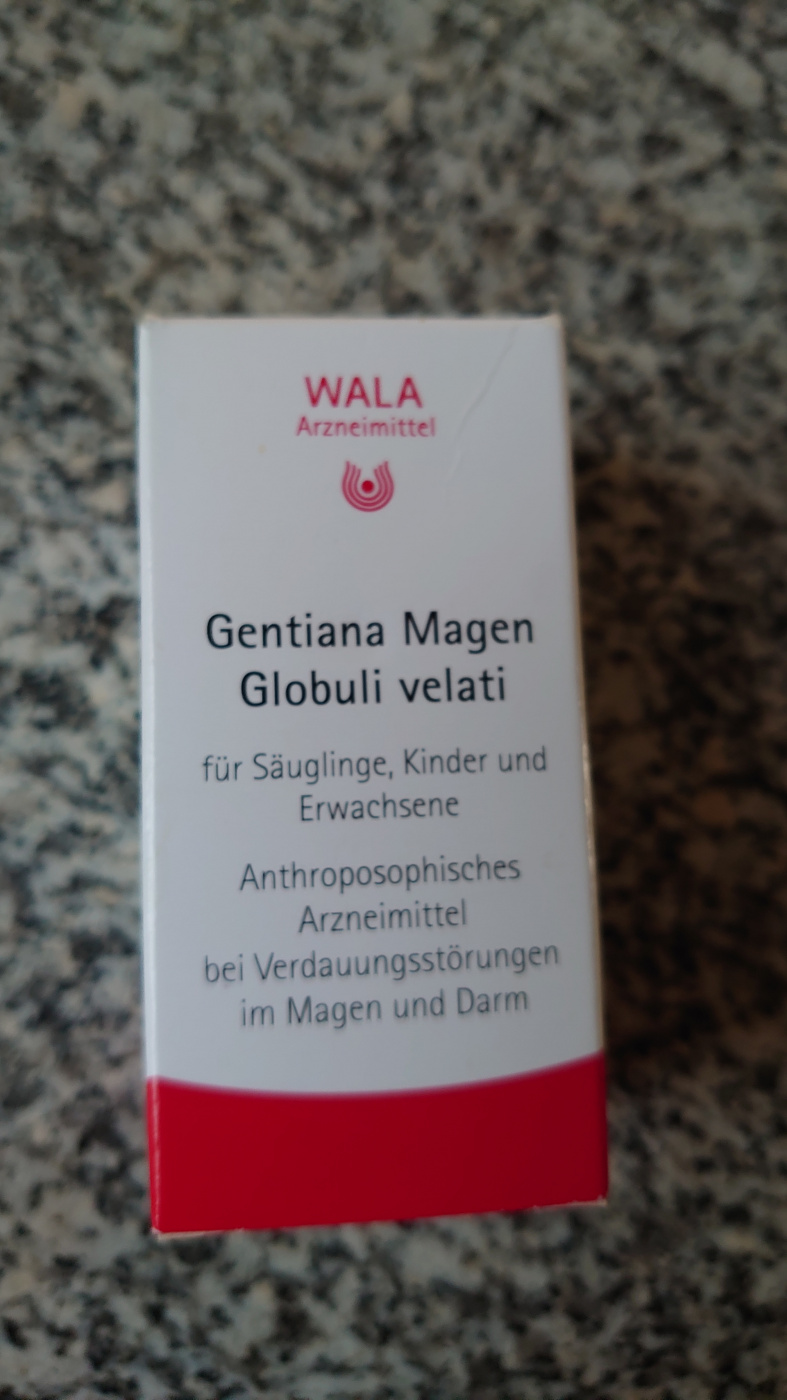 WALA
Arzneimittel
Gentiana Magen
Globuli velati
für Säuglinge, Kinder und
Erwachsene
Anthroposophisches
Arzneimittel
bei Verdauungsstörungen
im Magen und Darm